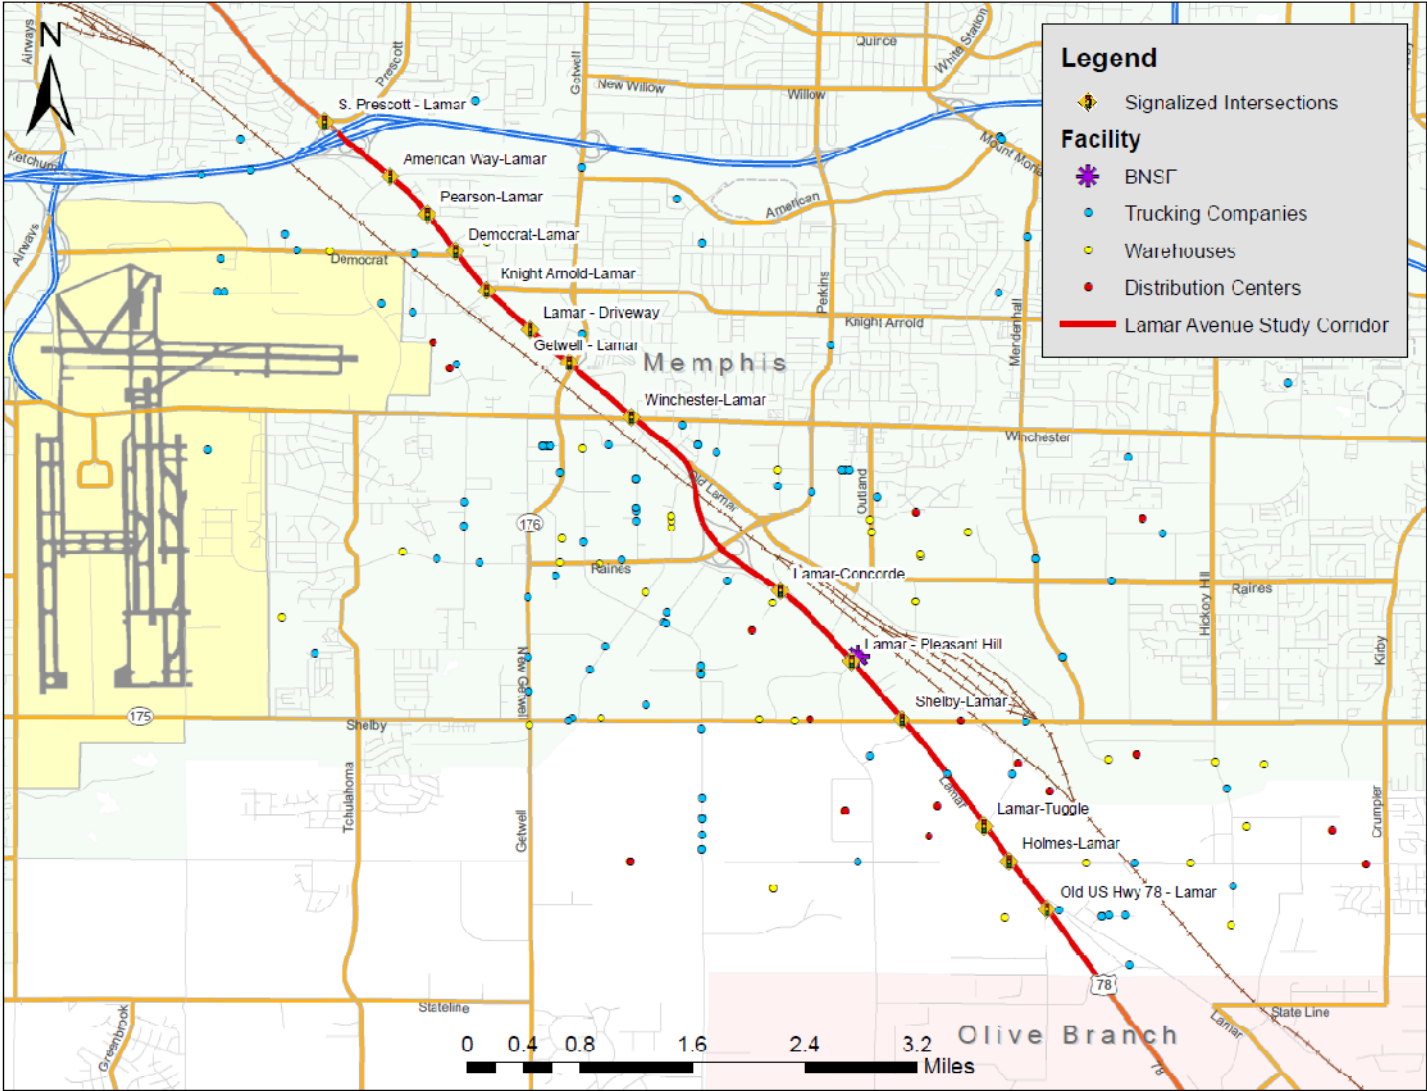 N
Airways
Prescott
Getwell
Quince
White Station
New Willow
Willow
S. Prescott - Lamar
Ketchum
American Way-Lamar
Mount Moria
Pearson-Lamar
American
Airways
Democrat-Lamar
Democrat
Knight Arnold-Lamar
Perkins
Mendenhall
Lamar - Driveway
Knight Arnold
Getwell - Lamar
Memphis
Winchester-Lamar
Winchester
Old Lamar
Outland
176
Raines
Lamar-Concorde
Raines
Hickory Hill
Kirby
Lamar - Pleasant Hill
New Getwell
Shelby-Lamar
175
Shelby
Tchulahoma
Getwell
Lamar
Crumpler
Lamar-Tuggle
Holmes-Lamar
Old US Hwy 78 - Lamar
78
Stateline
State Line
Greenbrook
Lamar
Olive Branch
78
0 0.4 0.8 1.6 2.4 3.2
Miles
Legend
Signalized Intersections
Facility
BNSF
Trucking Companies
Warehouses
Distribution Centers
Lamar Avenue Study Corridor